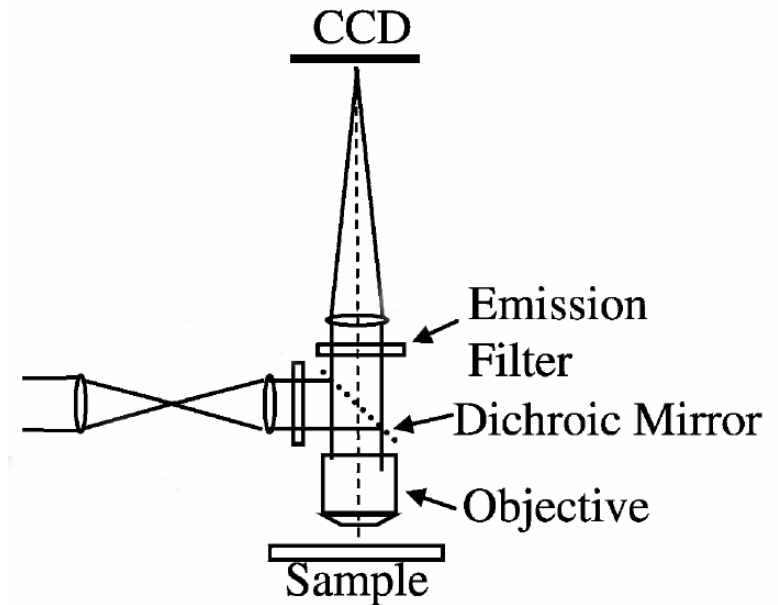 CCD
Emission
Filter
Dichroic Mirror
Objective
Sample